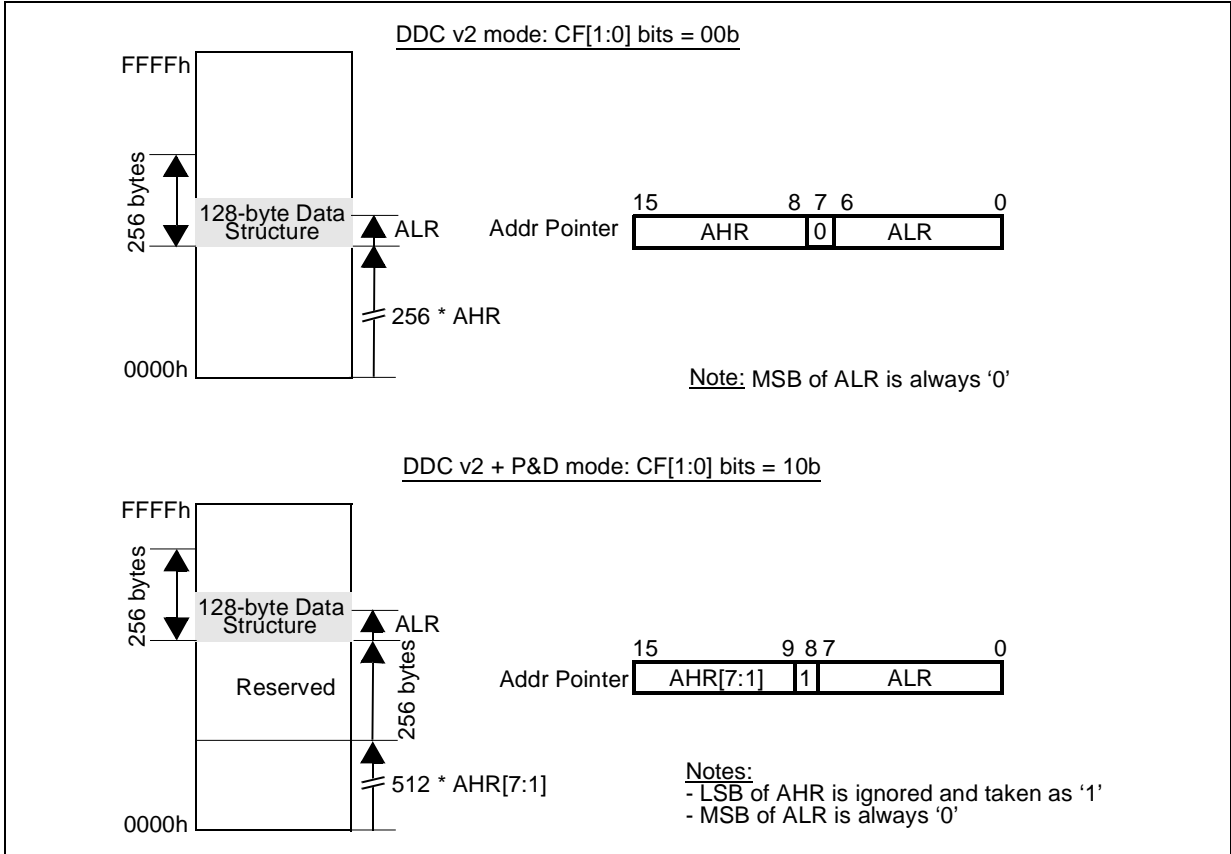 DDC v2 mode: CF[1:0] bits = 00b
FFFFh
256 bytes
128-byte Data
Structure
ALR
256 * AHR
0000h
15 8 7 6 0
Addr Pointer AHR 0 ALR
Note: MSB of ALR is always ‘0’
DDC v2 + P&D mode: CF[1:0] bits = 10b
FFFFh
256 bytes
128-byte Data
Structure
ALR
Reserved
256 bytes
512 * AHR[7:1]
0000h
15 9 8 7 0
Addr Pointer AHR[7:1] 1 ALR
Notes:
- LSB of AHR is ignored and taken as ‘1’
- MSB of ALR is always ‘0’